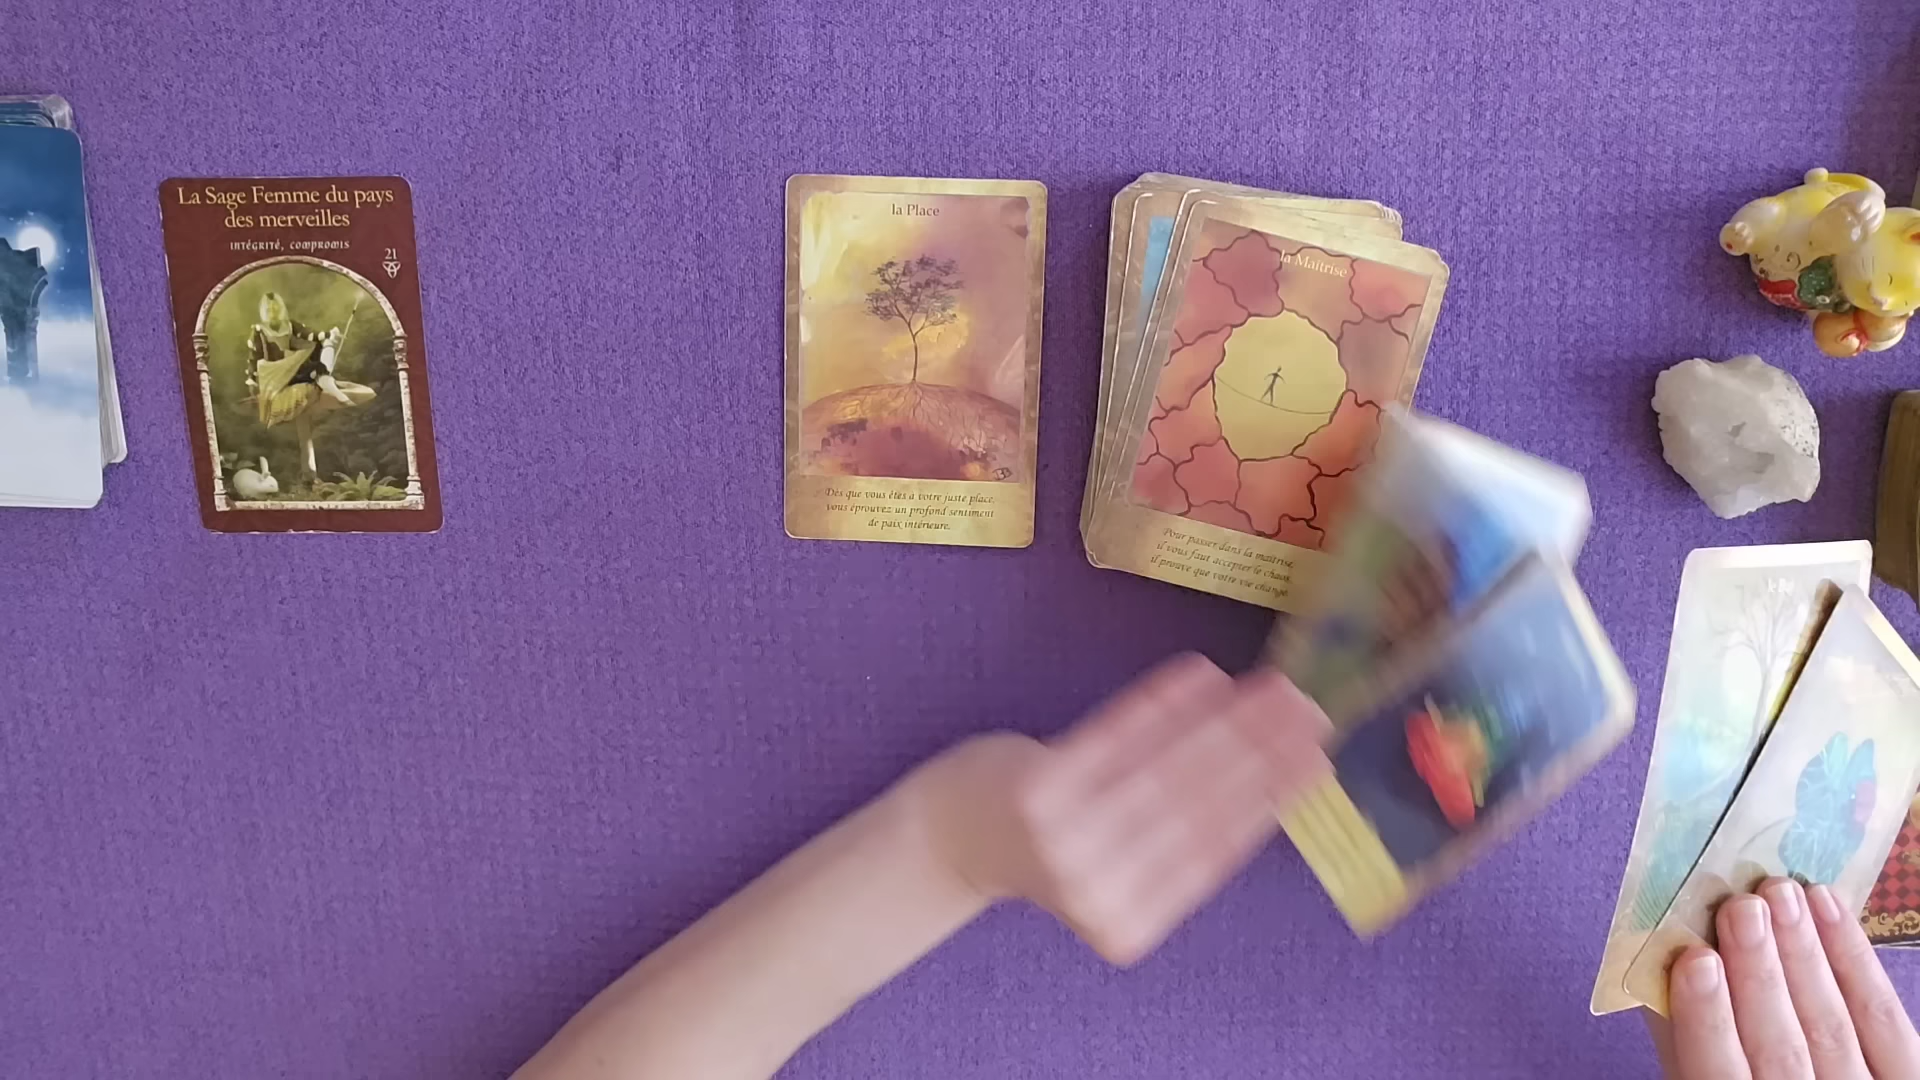 La Sage Femme du pays
des merveilles
INTÉGRITÉ, COMPROMIS
21
la Place
Dès que vous êtes à votre juste place,
vous éprouvez un profond sentiment
de paix intérieure.
la Maîtrise
Pour passer dans la maîtrise,
il vous faut accepter le chaos,
il prouve que votre vie change.